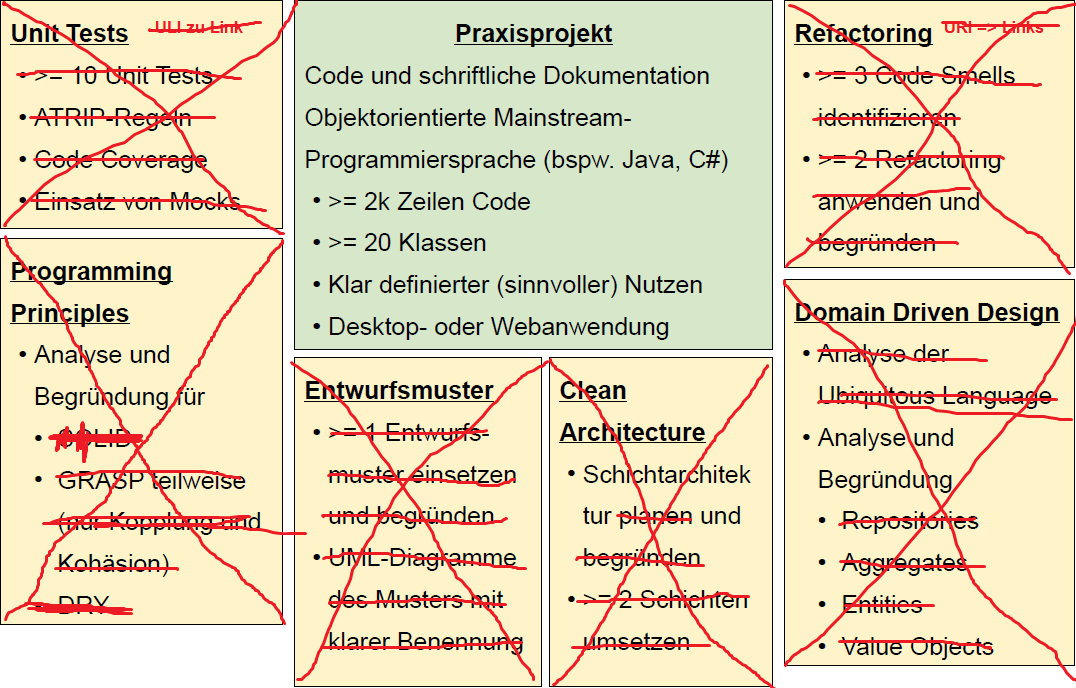 Unit Tests ULI zu Link
• >= 10 Unit Tests
• ATRIP-Regeln
• Code Coverage
• Einsatz von Mocks
Programming
Principles
• Analyse und
Begründung für
• SOLID
• GRASP teilweise
(nur Kopplung und
Kohäsion)
• DRY
Praxisprojekt
Code und schriftliche Dokumentation
Objektorientierte Mainstream-
Programmiersprache (bspw. Java, C#)
• >= 2k Zeilen Code
• >= 20 Klassen
• Klar definierter (sinnvoller) Nutzen
• Desktop- oder Webanwendung
Entwurfsmuster
• >= 1 Entwurfs-
muster einsetzen
und begründen
• UML-Diagramme
des Musters mit
klarer Benennung
Clean
Architecture
• Schichtarchitek
tur planen und
begründen
• >= 2 Schichten
umsetzen
Refactoring URI => Links
• >= 3 Code Smells
identifizieren
• >= 2 Refactoring
anwenden und
begründen
Domain Driven Design
• Analyse der
Ubiquitous Language
• Analyse und
Begründung
• Repositories
• Aggregates
• Entities
• Value Objects